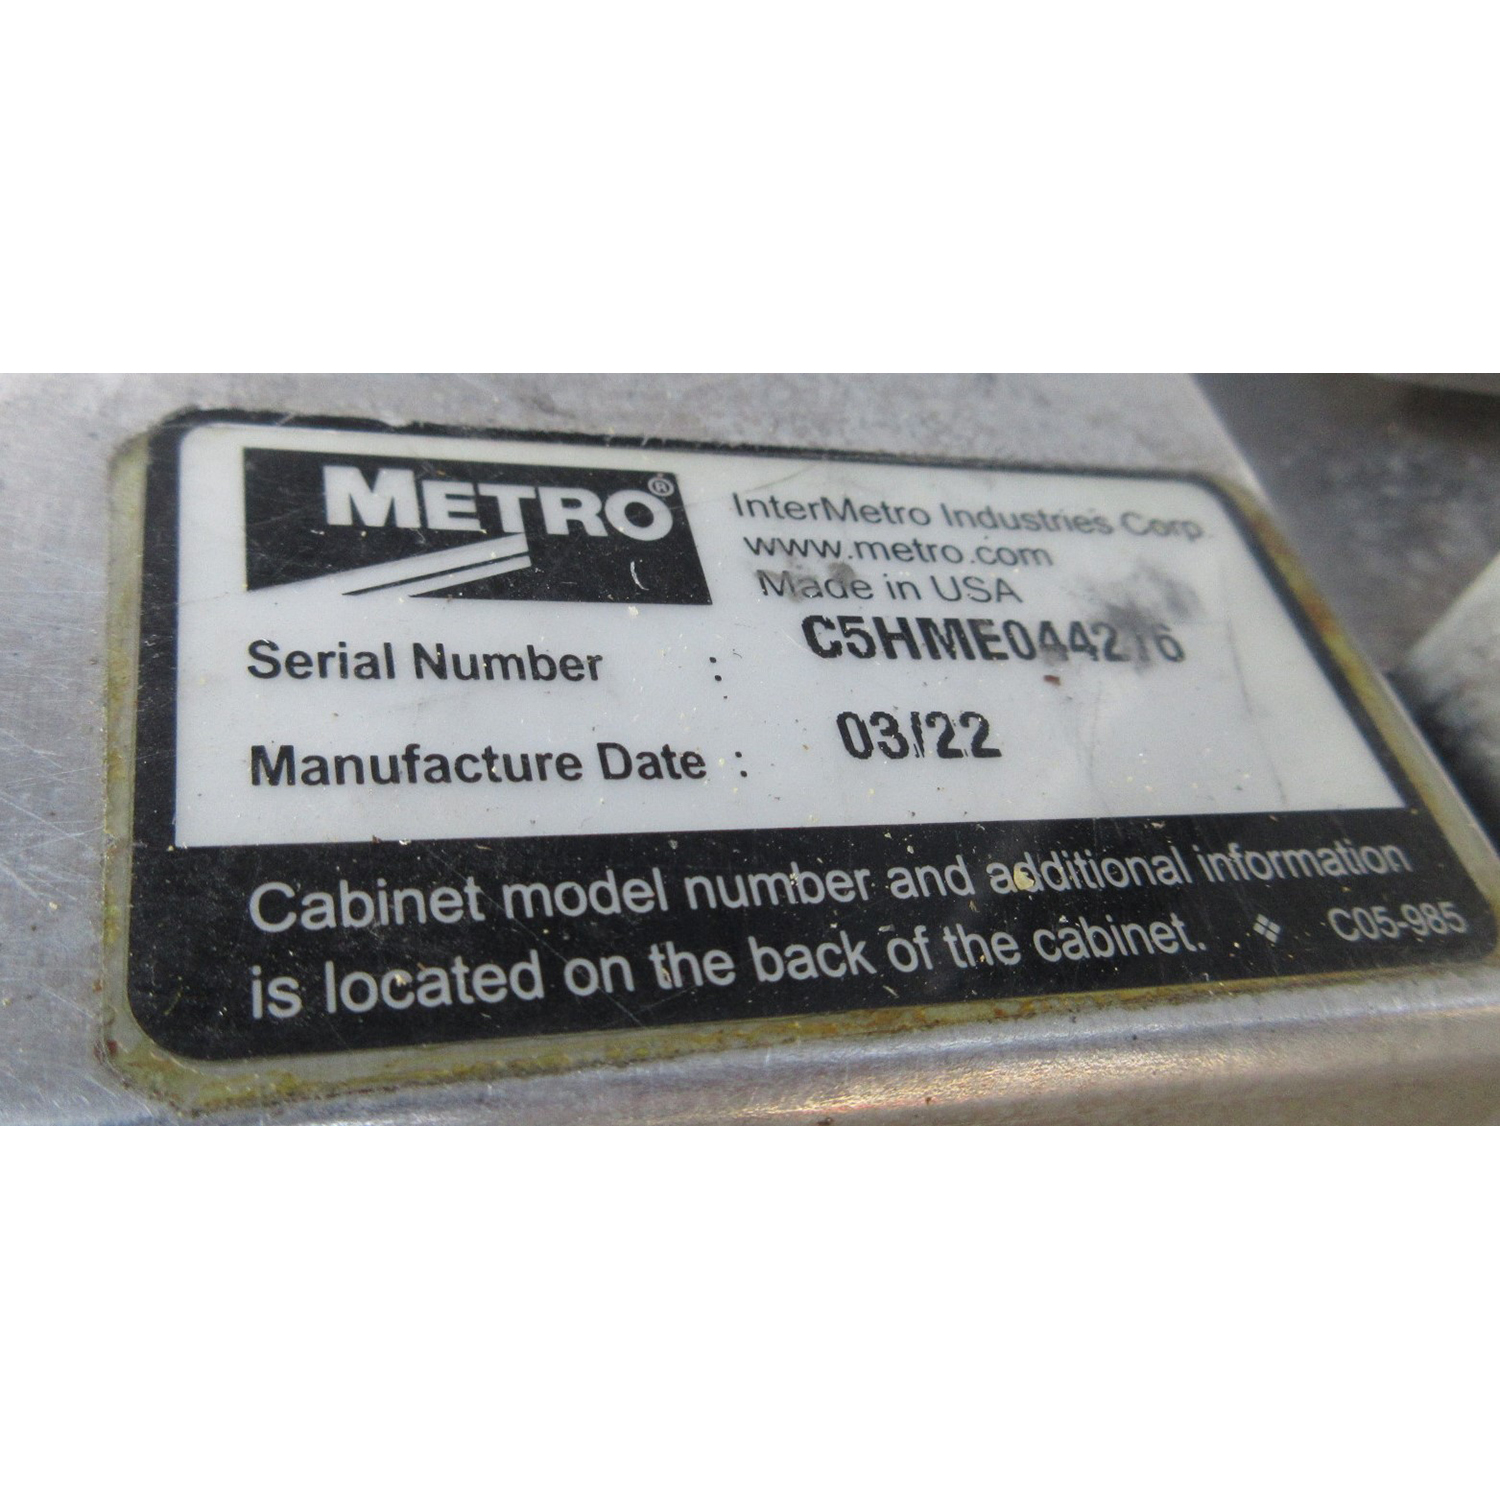 METRO®
InterMetro Industries Corp.
www.metro.com
Made in USA
Serial Number : C5HME044276
Manufacture Date : 03/22
Cabinet model number and additional information
is located on the back of the cabinet. ❖ C05-985